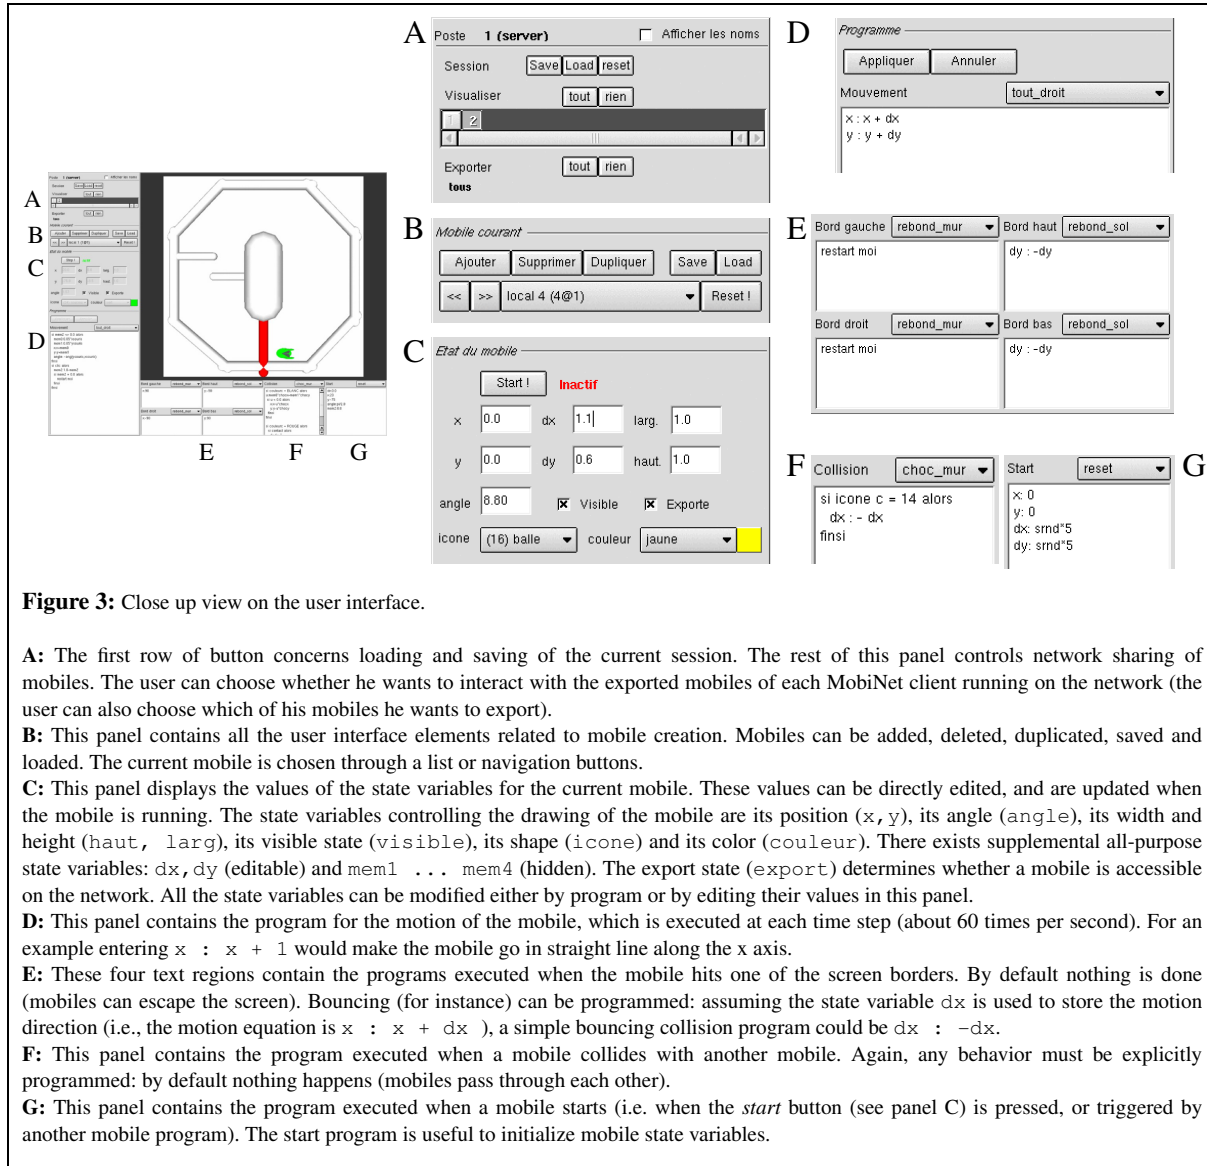 A
Poste 1 (server) Afficher les noms
Session Save Load reset
Visualiser tout rien
1 2
Exporter tout rien
tous
B
Mobile courant
Ajouter Supprimer Dupliquer Save Load
<< >> local 4 (4@1) Reset !
C
Etat du mobile
Start ! Inactif
x 0.0 dx 1.1 larg. 1.0
y 0.0 dy 0.6 haut. 1.0
angle 8.80 Visible Exporte
icone (16) balle couleur jaune
D
Programme
Appliquer Annuler
Mouvement tout_droit
x : x + dx
y : y + dy
E
Bord gauche rebond_mur Bord haut rebond_sol
restart moi dy : -dy
Bord droit rebond_mur Bord bas rebond_sol
restart moi dy : -dy
F
Collision choc_mur
si icone c = 14 alors
dx : - dx
finsi
G
Start reset
x: 0
y: 0
dx: srnd*5
dy: srnd*5
A
B
C
D
E F G
Figure 3: Close up view on the user interface.
A: The first row of button concerns loading and saving of the current session. The rest of this panel controls network sharing of
mobiles. The user can choose whether he wants to interact with the exported mobiles of each MobiNet client running on the network (the
user can also choose which of his mobiles he wants to export).
B: This panel contains all the user interface elements related to mobile creation. Mobiles can be added, deleted, duplicated, saved and
loaded. The current mobile is chosen through a list or navigation buttons.
C: This panel displays the values of the state variables for the current mobile. These values can be directly edited, and are updated when
the mobile is running. The state variables controlling the drawing of the mobile are its position (x,y), its angle (angle), its width and
height (haut, larg), its visible state (visible), its shape (icone) and its color (couleur). There exists supplemental all-purpose
state variables: dx,dy (editable) and mem1 ... mem4 (hidden). The export state (export) determines whether a mobile is accessible
on the network. All the state variables can be modified either by program or by editing their values in this panel.
D: This panel contains the program for the motion of the mobile, which is executed at each time step (about 60 times per second). For an
example entering x : x + 1 would make the mobile go in straight line along the x axis.
E: These four text regions contain the programs executed when the mobile hits one of the screen borders. By default nothing is done
(mobiles can escape the screen). Bouncing (for instance) can be programmed: assuming the state variable dx is used to store the motion
direction (i.e., the motion equation is x : x + dx ), a simple bouncing collision program could be dx : -dx.
F: This panel contains the program executed when a mobile collides with another mobile. Again, any behavior must be explicitly
programmed: by default nothing happens (mobiles pass through each other).
G: This panel contains the program executed when a mobile starts (i.e. when the start button (see panel C) is pressed, or triggered by
another mobile program). The start program is useful to initialize mobile state variables.